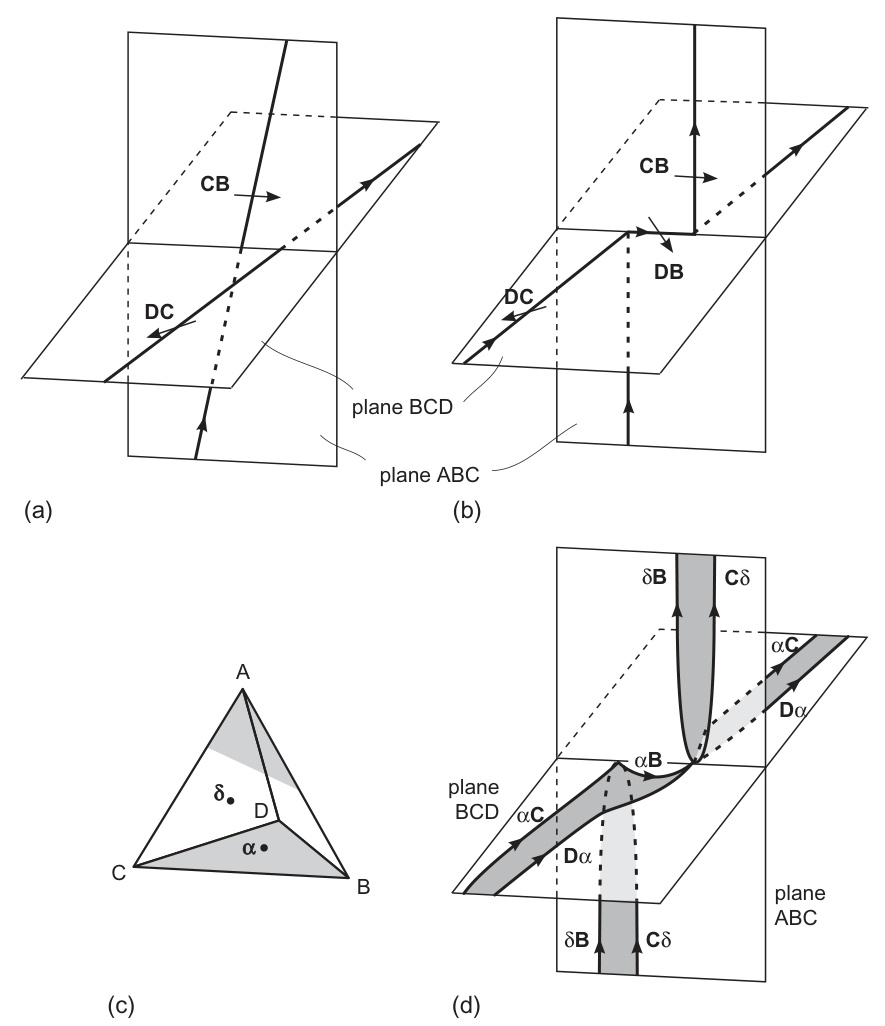 CB
DC
(a)
CB
DB
DC
plane BCD
plane ABC
(b)
A
δ
D
α
C
B
(c)
δB
Cδ
αC
Dα
αB
plane
BCD
αC
Dα
plane
ABC
δB
Cδ
(d)